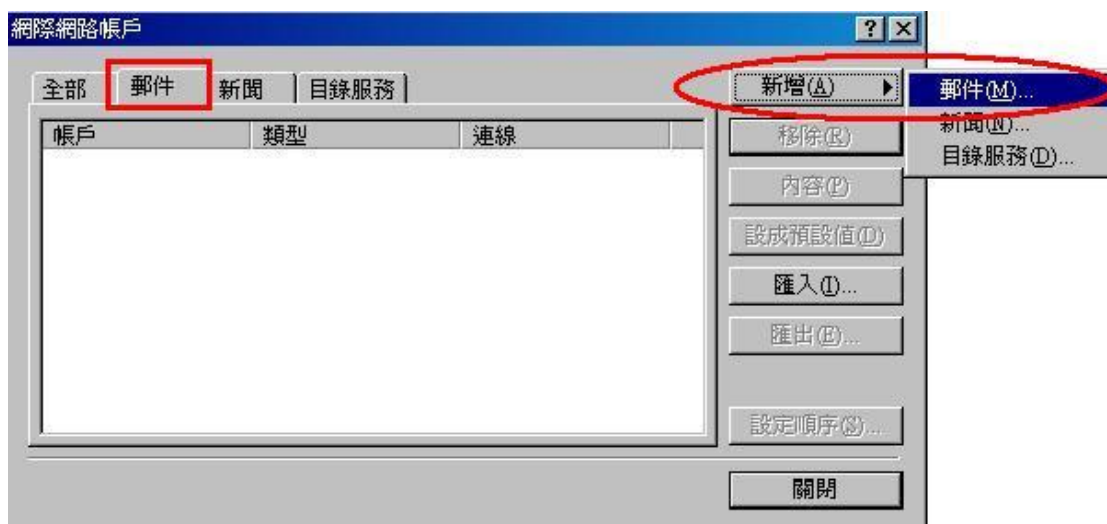 網際網路帳戶
全部 郵件 新聞 目錄服務
帳戶 類型 連線
新增(A)
移除(R)
內容(P)
設成預設值(D)
匯入(I)...
匯出(E)...
設定順序(S)...
關閉
郵件(M)...
新聞(N)...
目錄服務(D)...